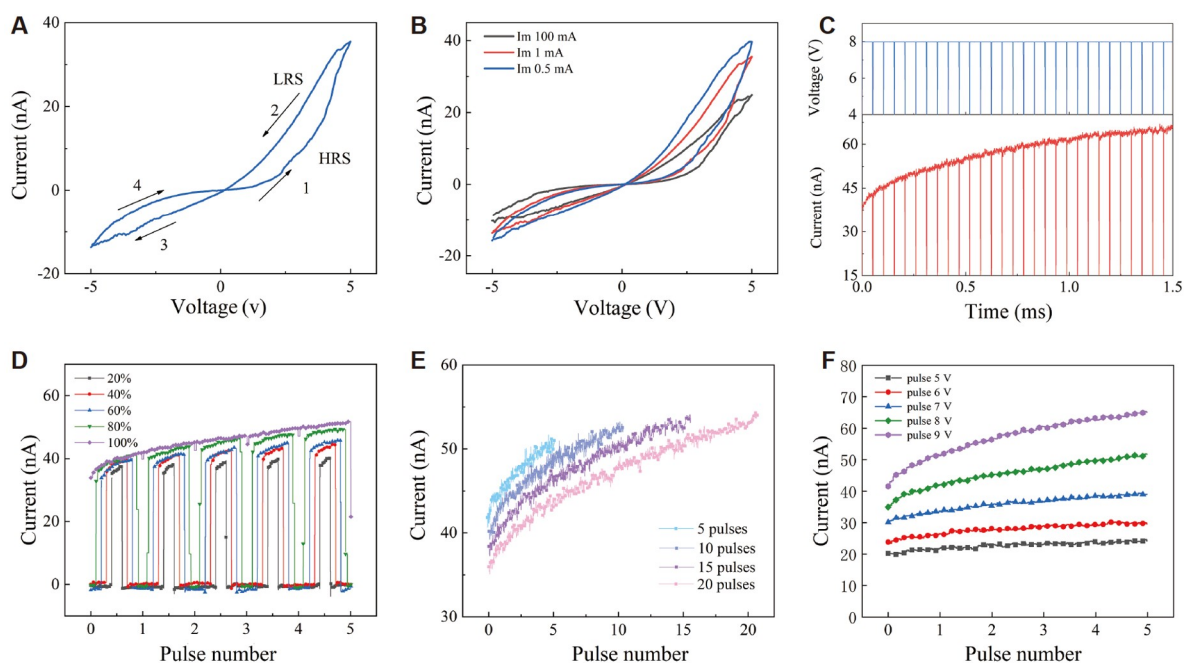 A
40
20
0
-20
-5
0
5
Current (nA)
Voltage (v)
LRS
2
HRS
1
4
3
B
Im 100 mA
Im 1 mA
Im 0.5 mA
40
20
0
-20
-5
0
5
Current (nA)
Voltage (V)
C
8
6
4
Voltage (V)
60
45
30
15
Current (nA)
0.0
0.5
1.0
1.5
Time (ms)
D
20%
40%
60%
80%
100%
60
40
20
0
Current (nA)
0 1 2 3 4 5
Pulse number
E
60
50
40
30
Current (nA)
5 pulses
10 pulses
15 pulses
20 pulses
0 5 10 15 20
Pulse number
F
pulse 5 V
pulse 6 V
pulse 7 V
pulse 8 V
pulse 9 V
80
70
60
50
40
30
20
10
0
Current (nA)
0 1 2 3 4 5
Pulse number